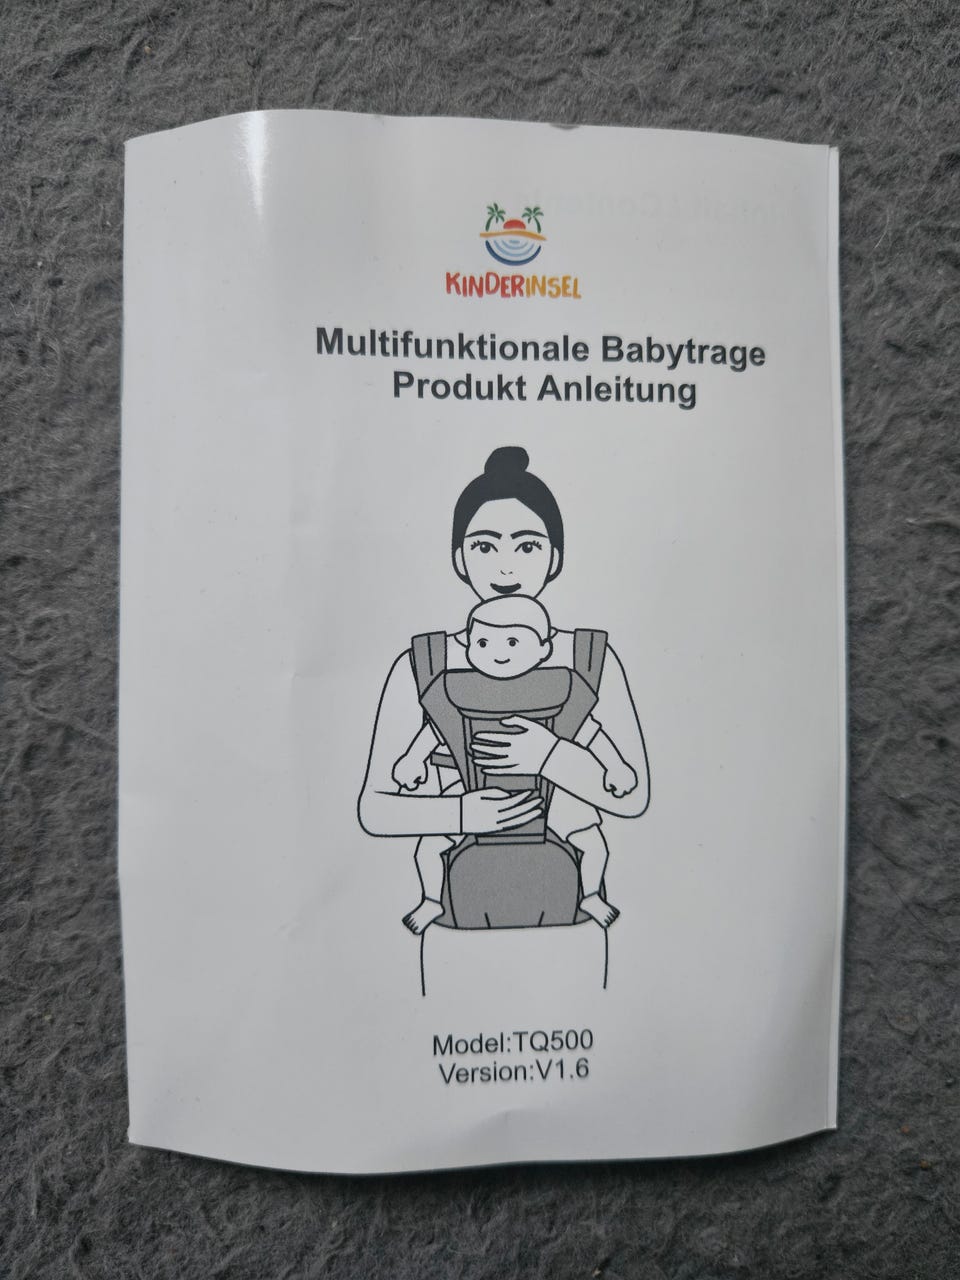 KINDERINSEL
Multifunktionale Babytrage
Produkt Anleitung
Model:TQ500
Version:V1.6